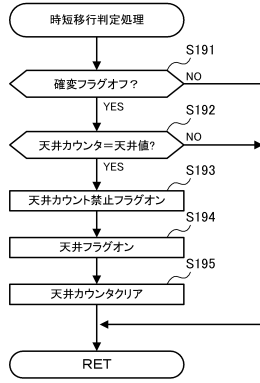 時短移行判定処理
S191
確変フラグオフ？
NO
YES
S192
天井カウンタ＝天井値?
NO
YES
S193
天井カウント禁止フラグオン
S194
天井フラグオン
S195
天井カウンタクリア
RET